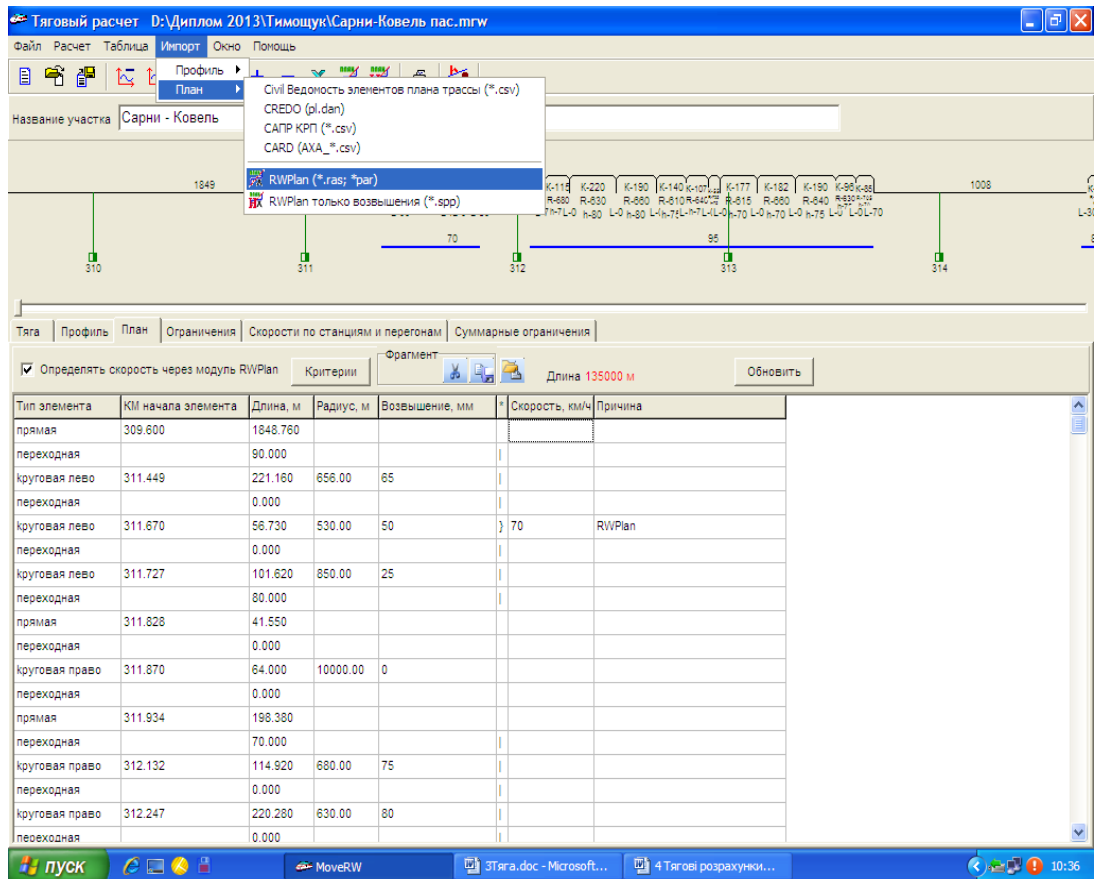 Тяговый расчет D:\Диплом 2013\Тимощук\Сарни-Ковель пас.mrw
Файл Расчет Таблица Импорт Окно Помощь
Профиль
План
Civil Ведомость элементов плана трассы (*.csv)
CREDO (pl.dan)
САПР КРП (*.csv)
CARD (AXA_*.csv)
RWPlan (*.ras; *par)
RWPlan только возвышения (*.spp)
Название участка Сарни - Ковель
1849 К-115 К-220 К-190 К-140 К-107 К-177 К-182 К-190 К-96 К-85 1008
R-680 R-630 R-660 R-610 R-640 R-615 R-660 R-640 R-830
L-0 h-80 L-0 h-80 h-70 L-0 h-70 L-0 h-75 L-0 L-70
70 95
310 311 312 313 314
Тяга Профиль План Ограничения Скорости по станциям и перегонам Суммарные ограничения
Определять скорость через модуль RWPlan Критерии Фрагмент Длина 135000 м Обновить
Тип элемента КМ начала элемента Длина, м Радиус, м Возвышение, мм * Скорость, км/ч Причина
прямая 309.600 1848.760
переходная 90.000 |
круговая лево 311.449 221.160 656.00 65 |
переходная 0.000 |
круговая лево 311.670 56.730 530.00 50 } 70 RWPlan
переходная 0.000 |
круговая лево 311.727 101.620 850.00 25 |
переходная 80.000 |
прямая 311.828 41.550
переходная 0.000
круговая право 311.870 64.000 10000.00 0
переходная 0.000
прямая 311.934 198.380
переходная 70.000 |
круговая право 312.132 114.920 680.00 75 |
переходная 0.000 |
круговая право 312.247 220.280 630.00 80 |
переходная 0.000 |
пуск MoveRW 3Тяга.doc - Microsoft... 4 Тягові розрахунки... 10:36